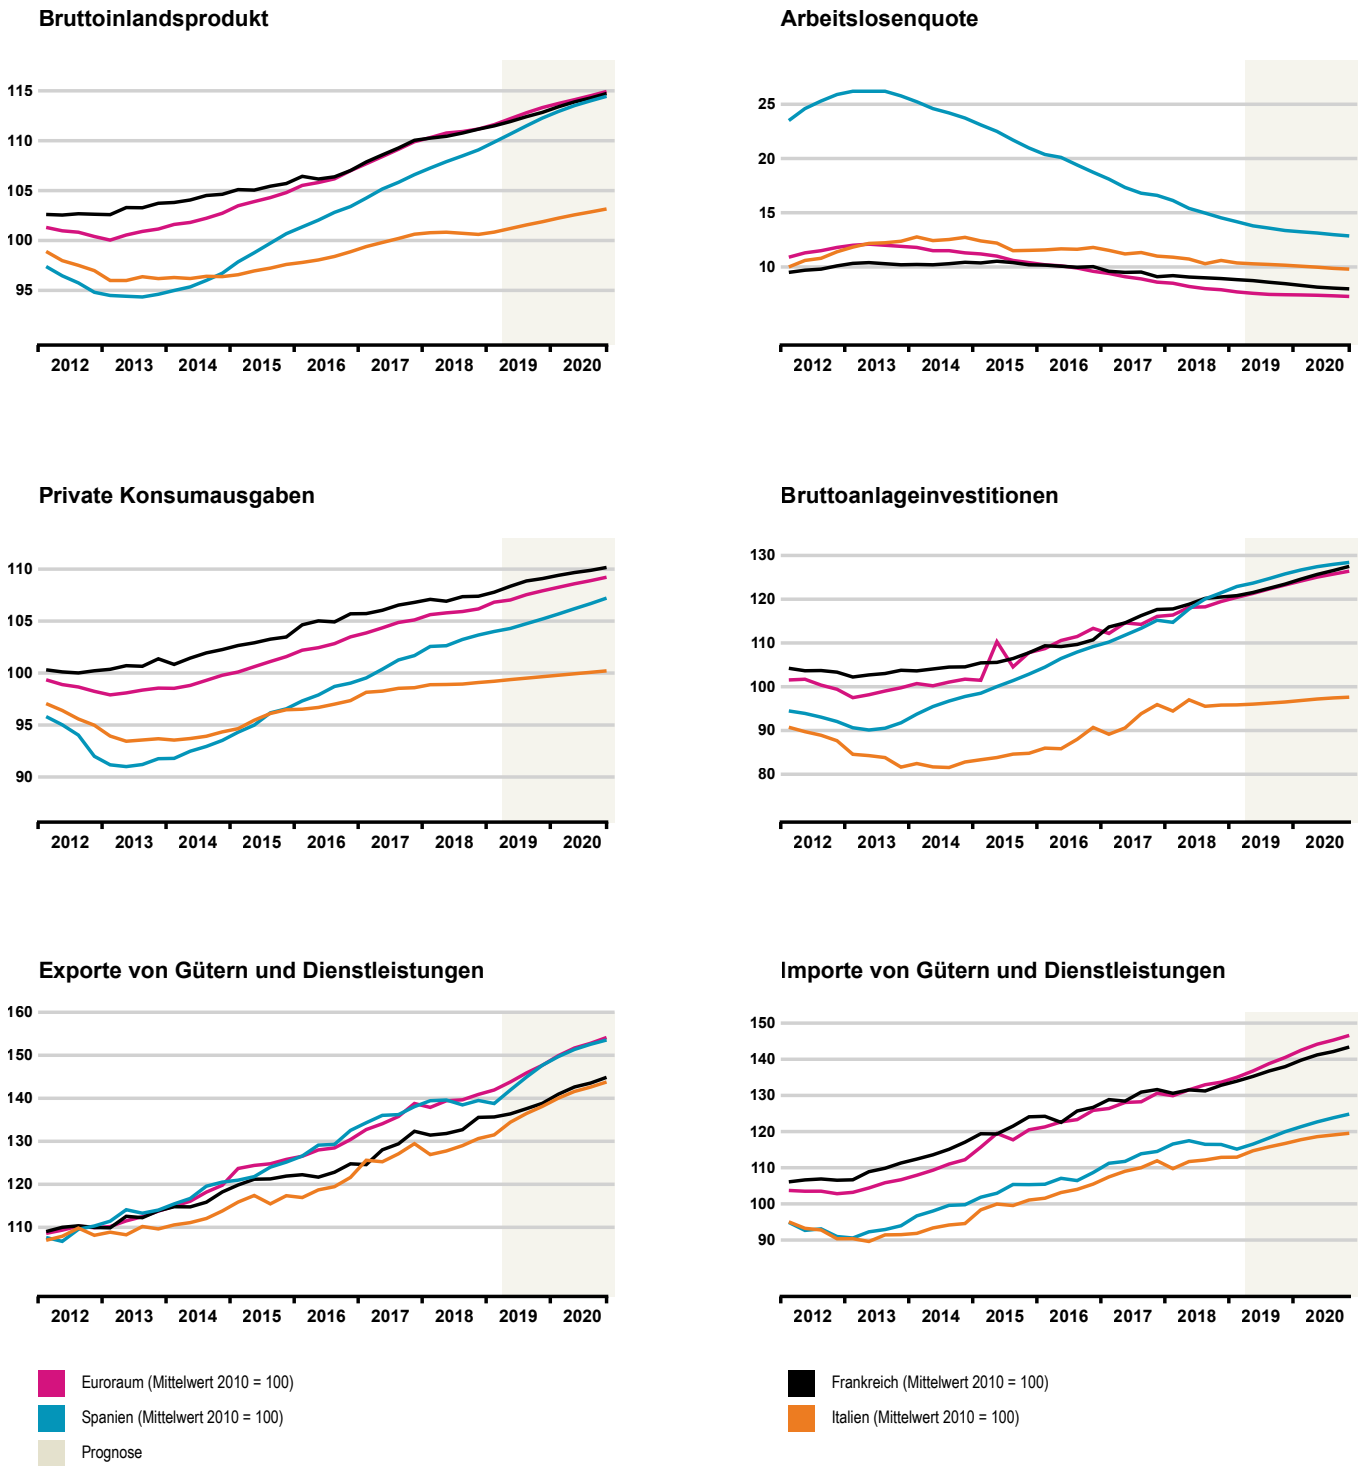 Bruttoinlandsprodukt
115
110
105
100
95
2012 2013 2014 2015 2016 2017 2018 2019 2020
Arbeitslosenquote
25
20
15
10
2012 2013 2014 2015 2016 2017 2018 2019 2020
Private Konsumausgaben
110
105
100
95
90
2012 2013 2014 2015 2016 2017 2018 2019 2020
Bruttoanlageinvestitionen
130
120
110
100
90
80
2012 2013 2014 2015 2016 2017 2018 2019 2020
Exporte von Gütern und Dienstleistungen
160
150
140
130
120
110
2012 2013 2014 2015 2016 2017 2018 2019 2020
Importe von Gütern und Dienstleistungen
150
140
130
120
110
100
90
2012 2013 2014 2015 2016 2017 2018 2019 2020
Euroraum (Mittelwert 2010 = 100)
Spanien (Mittelwert 2010 = 100)
Prognose
Frankreich (Mittelwert 2010 = 100)
Italien (Mittelwert 2010 = 100)